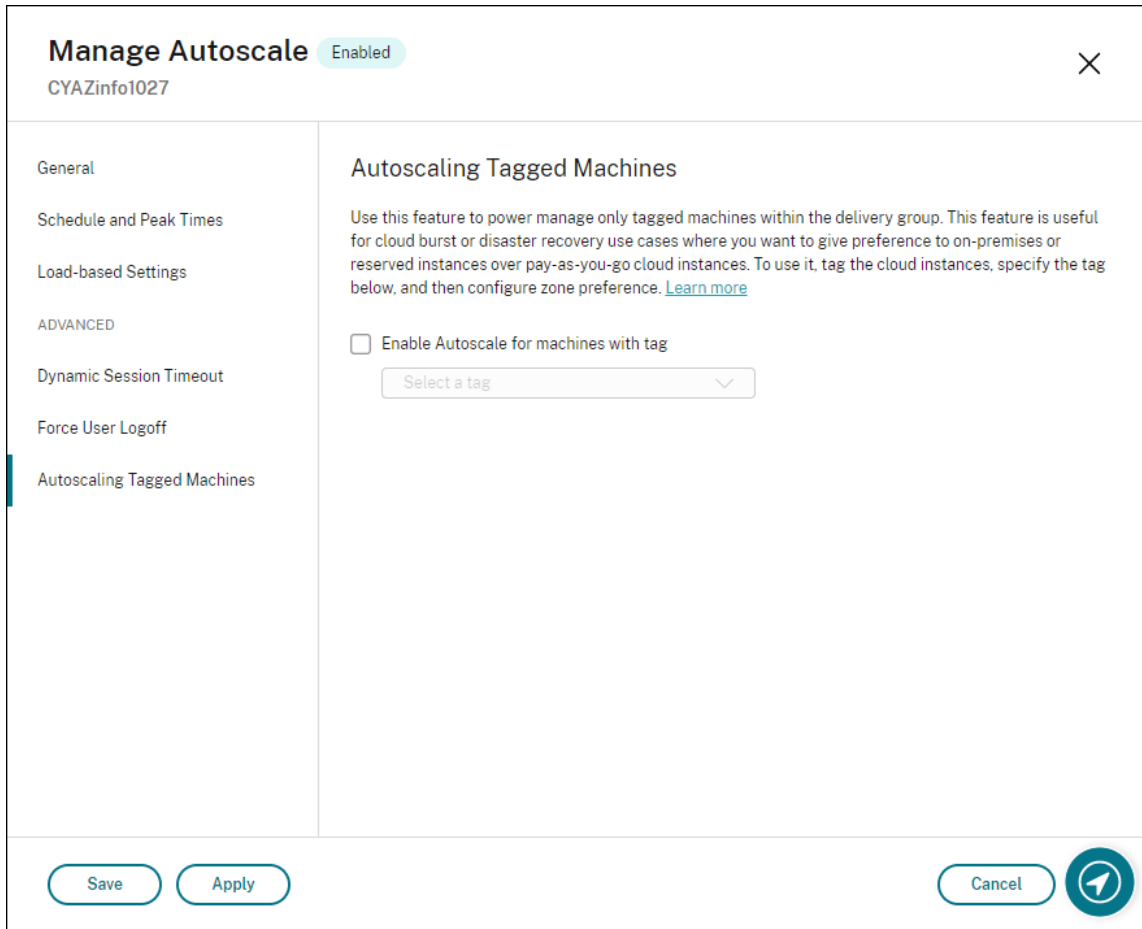 Manage Autoscale Enabled
CYAZinfo1027
General
Schedule and Peak Times
Load-based Settings
ADVANCED
Dynamic Session Timeout
Force User Logoff
Autoscaling Tagged Machines
Autoscaling Tagged Machines
Use this feature to power manage only tagged machines within the delivery group. This feature is useful
for cloud burst or disaster recovery use cases where you want to give preference to on-premises or
reserved instances over pay-as-you-go cloud instances. To use it, tag the cloud instances, specify the tag
below, and then configure zone preference. Learn more
Enable Autoscale for machines with tag
Select a tag
Save Apply Cancel